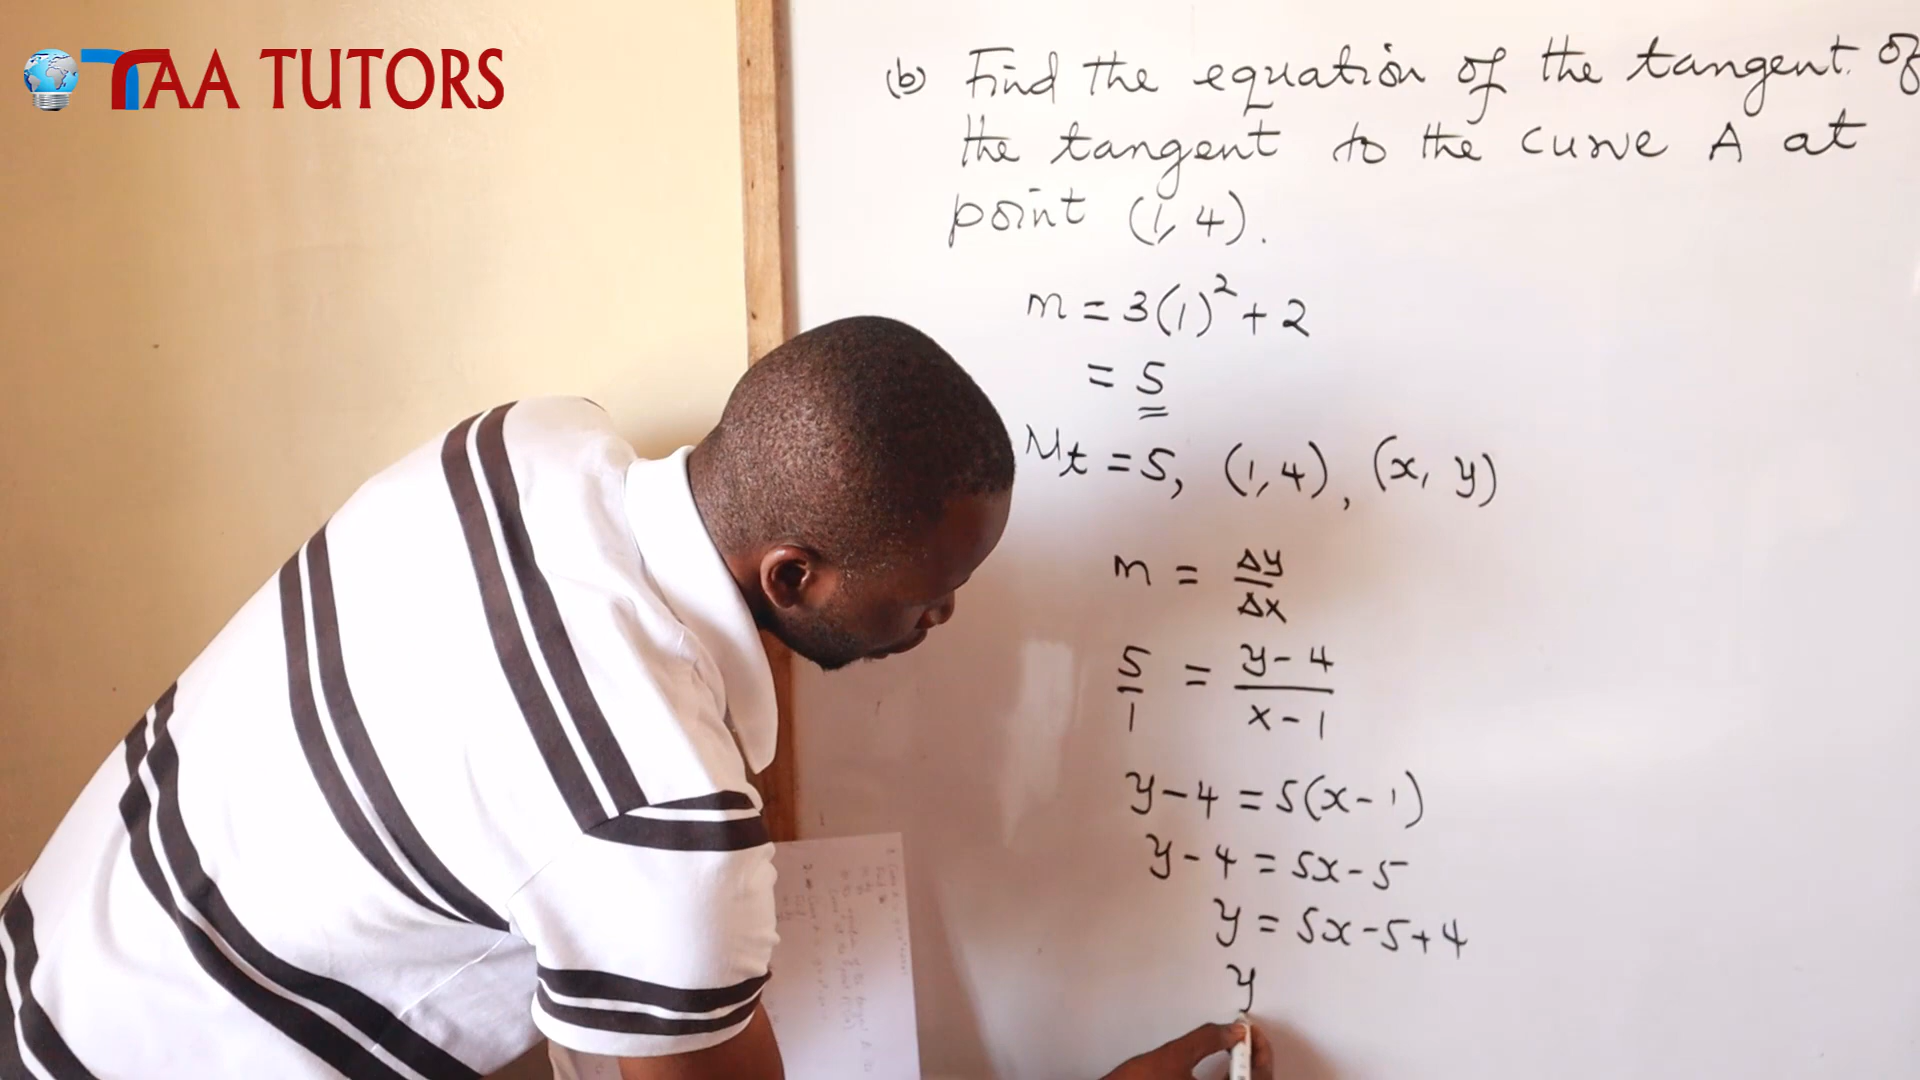 TAA TUTORS
(b) Find the equation of the tangent. of
the tangent to the curve A at
point (1, 4).
m = 3(1)² + 2
= 5
Mt = 5, (1, 4), (x, y)
m = Δy/Δx
5/1 = y - 4/x - 1
y - 4 = 5(x - 1)
y - 4 = 5x - 5
y = 5x - 5 + 4
y